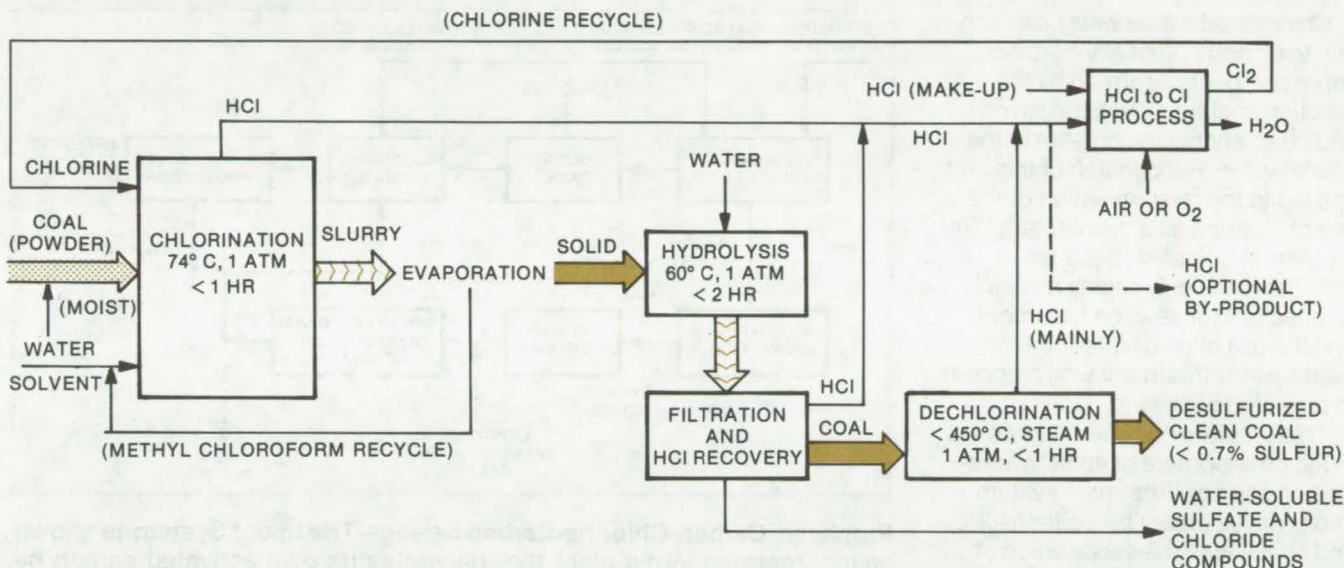 (CHLORINE RECYCLE)
Cl2
HCl (MAKE-UP)
HCl to Cl
PROCESS
HCl
HCl
H2O
CHLORINE
WATER
AIR OR O2
COAL
(POWDER)
CHLORINATION
74° C, 1 ATM
< 1 HR
SLURRY
EVAPORATION
SOLID
HYDROLYSIS
60° C, 1 ATM
< 2 HR
HCl
(OPTIONAL
BY-PRODUCT)
(MOIST)
HCl
(MAINLY)
WATER
SOLVENT
(METHYL CHLOROFORM RECYCLE)
FILTRATION
AND
HCl RECOVERY
HCl
COAL
DECHLORINATION
< 450° C, STEAM
1 ATM, < 1 HR
DESULFURIZED
CLEAN COAL
(< 0.7% SULFUR)
WATER-SOLUBLE
SULFATE AND
CHLORIDE
COMPOUNDS